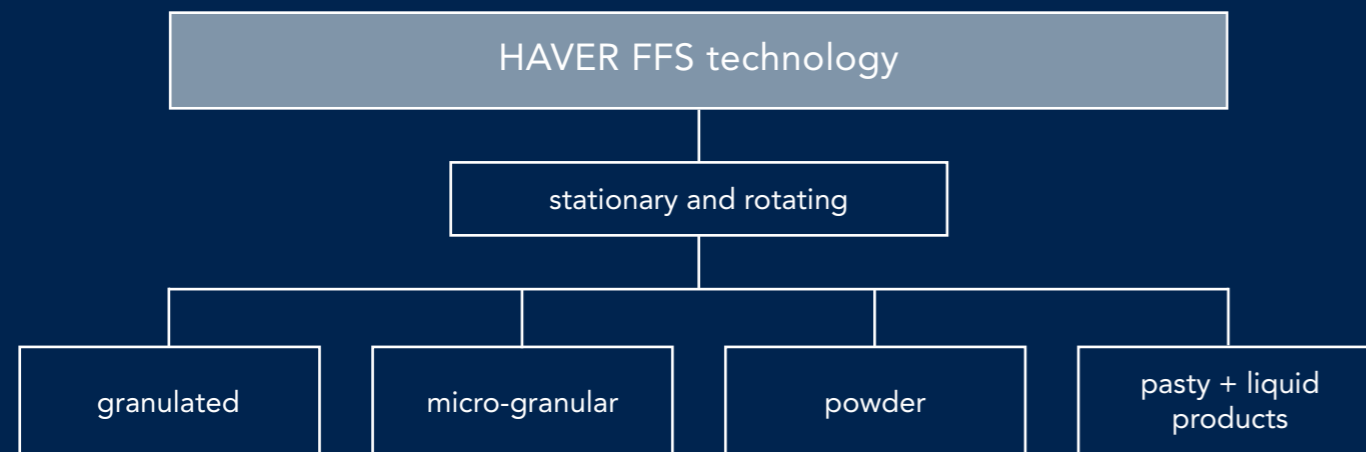 HAVER FFS technology
stationary and rotating
granulated
micro-granular
powder
pasty + liquid
products